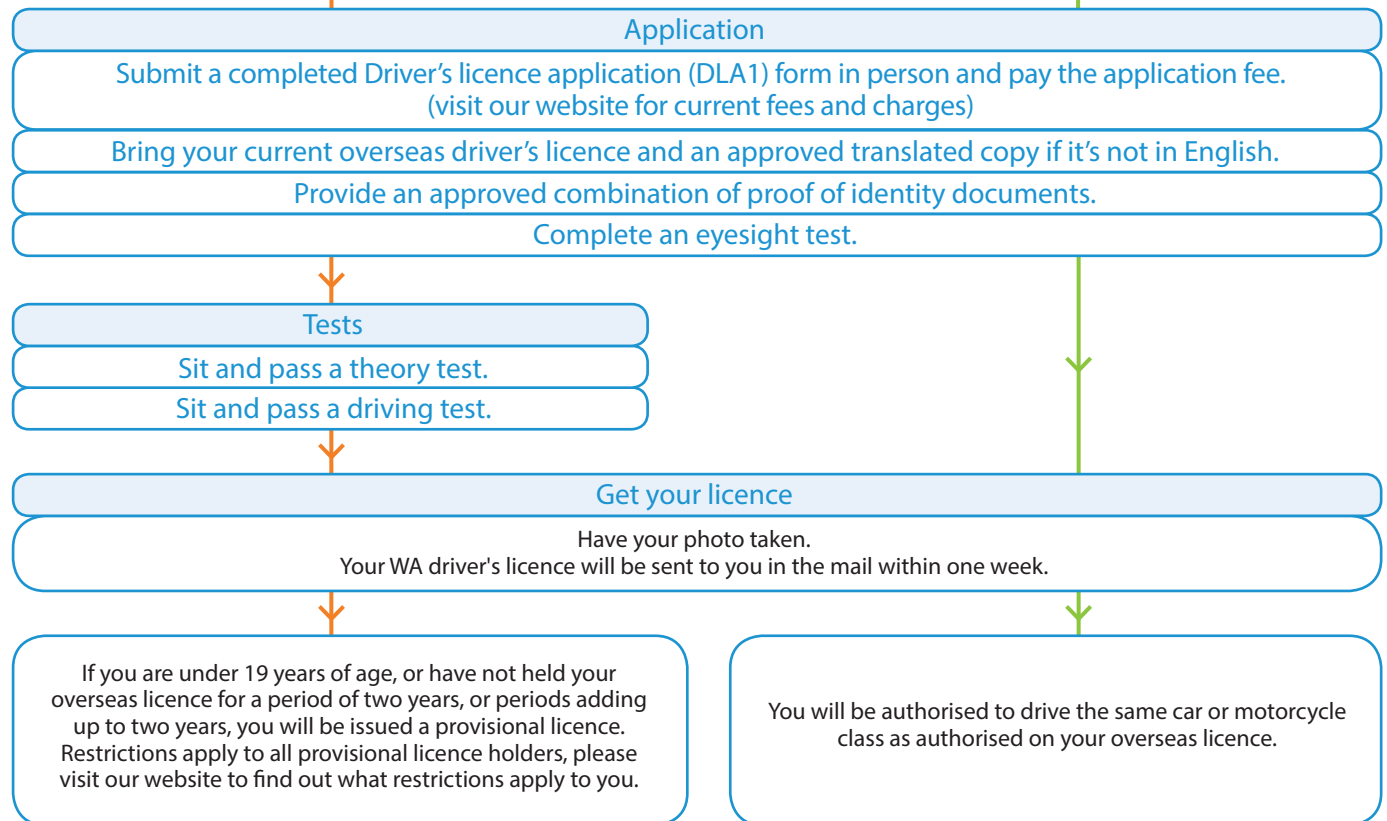 Application
Submit a completed Driver’s licence application (DLA1) form in person and pay the application fee.
(visit our website for current fees and charges)
Bring your current overseas driver’s licence and an approved translated copy if it’s not in English.
Provide an approved combination of proof of identity documents.
Complete an eyesight test.
Tests
Sit and pass a theory test.
Sit and pass a driving test.
Get your licence
Have your photo taken.
Your WA driver's licence will be sent to you in the mail within one week.
If you are under 19 years of age, or have not held your
overseas licence for a period of two years, or periods adding
up to two years, you will be issued a provisional licence.
Restrictions apply to all provisional licence holders, please
visit our website to find out what restrictions apply to you.
You will be authorised to drive the same car or motorcycle
class as authorised on your overseas licence.